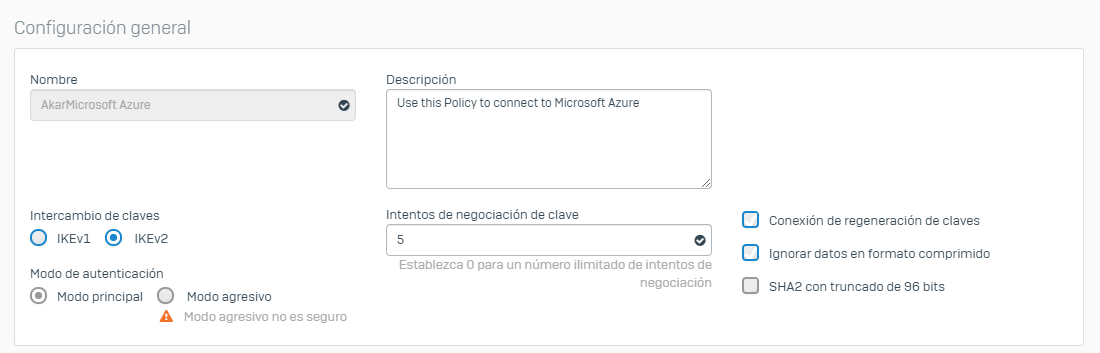 Configuración general
Nombre
AkarMicrosoft Azure
Descripción
Use this Policy to connect to Microsoft Azure
Intercambio de claves
IKEv1 IKEv2
Modo de autenticación
Modo principal Modo agresivo
Modo agresivo no es seguro
Intentos de negociación de clave
5
Establezca 0 para un número ilimitado de intentos de
negociación
Conexión de regeneración de claves
Ignorar datos en formato comprimido
SHA2 con truncado de 96 bits